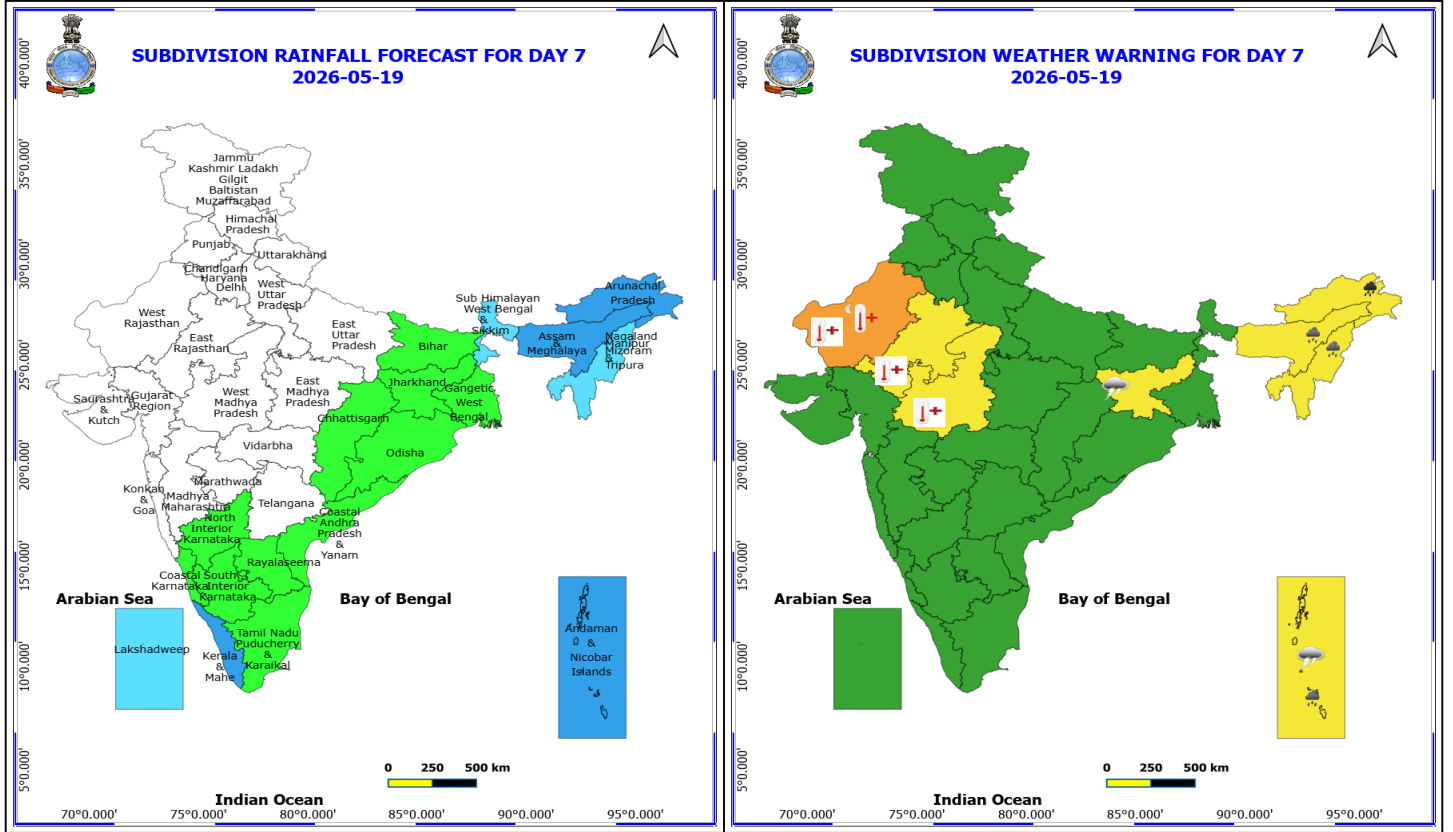 SUBDIVISION RAINFALL FORECAST FOR DAY 7
2026-05-19
40°0.000'
35°0.000'
30°0.000'
25°0.000'
20°0.000'
15°0.000'
10°0.000'
5°0.000'
Jammu
Kashmir Ladakh
Gilgit
Baltistan
Muzaffarabad
Himachal
Pradesh
Punjab
Uttarakhand
Chandigarh
Haryana
Delhi
West
Uttar
Pradesh
Arunachal
Pradesh
Sub Himalayan
West Bengal
&
Sikkim
West
Rajasthan
East
Rajasthan
East
Uttar
Pradesh
Bihar
Assam
&
Meghalaya
Nagaland
Manipur
Mizoram
&
Tripura
Jharkhand
Gangetic
West
Bengal
Saurashtra
&
Kutch
Gujarat
Region
West
Madhya
Pradesh
East
Madhya
Pradesh
Chhattisgarh
Vidarbha
Odisha
Konkan
&
Goa
Madhya
Maharashtra
Marathwada
Telangana
North
Interior
Karnataka
Coastal
Andhra
Pradesh
&
Yanam
Rayalaseema
Coastal
Karnataka
South
Interior
Karnataka
Arabian Sea
Bay of Bengal
Lakshadweep
Kerala
&
Mahe
Tamil Nadu
Puducherry
&
Karaikal
Andaman
&
Nicobar
Islands
0 250 500 km
Indian Ocean
70°0.000' 75°0.000' 80°0.000' 85°0.000' 90°0.000' 95°0.000'
SUBDIVISION WEATHER WARNING FOR DAY 7
2026-05-19
40°0.000'
35°0.000'
30°0.000'
25°0.000'
20°0.000'
15°0.000'
10°0.000'
5°0.000'
Arabian Sea
Bay of Bengal
0 250 500 km
Indian Ocean
70°0.000' 75°0.000' 80°0.000' 85°0.000' 90°0.000' 95°0.000'